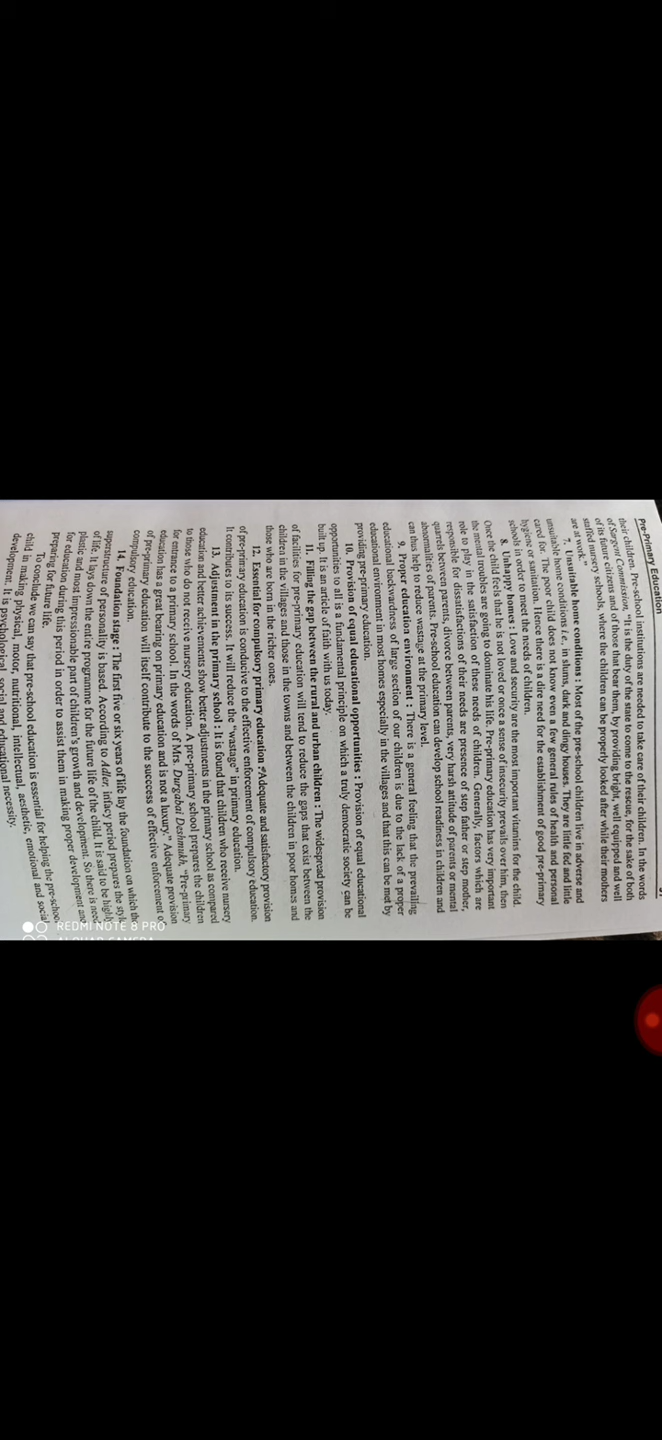 Pre-Primary Education
their children. Pre-school institutions are needed to take care of their children. In the words
of Sargent Commission, "It is the duty of the state to come to the rescue, for the sake of both
of its future citizens and of those that bear them, by providing bright, well equipped and well
staffed nursery schools, where the children can be properly looked after while their mothers
are at work."
7. Unsuitable home conditions : Most of the pre-school children live in adverse and
unsuitable home conditions i.e., in slums, dark and dingy houses. They are little fed and little
cared for. The poor child does not know even a few general rules of health and personal
hygiene or sanitation. Hence there is a dire need for the establishment of good pre-primary
schools in order to meet the needs of children.
8. Unhappy homes : Love and security are the most important vitamins for the child.
Once the child feels that he is not loved or once a sense of insecurity prevails over him, then
the mental troubles are going to dominate his life. Pre-primary education has very important
role to play in the satisfaction of these needs of children. Generally, factors which are
responsible for dissatisfactions of their needs are presence of step father or step mother,
quarrels between parents, divorce between parents, very harsh attitude of parents or mental
abnormalities of parents. Pre-school education can develop school readiness in children and
can thus help to reduce wastage at the primary level.
9. Proper education environment : There is a general feeling that the prevailing
educational backwardness of large section of our children is due to the lack of a proper
educational environment in most homes especially in the villages and that this can be met by
providing pre-primary education.
10. Provision of equal educational opportunities : Provision of equal educational
opportunities to all is a fundamental principle on which a truly democratic society can be
built up. It is an article of faith with us today.
11. Filling the gap between the rural and urban children : The widespread provision
of facilities for pre-primary education will tend to reduce the gaps that exist between the
children in the villages and those in the towns and between the children in poor homes and
those who are born in the richer ones.
12. Essential for compulsory primary education : Adequate and satisfactory provision
of pre-primary education is conducive to the effective enforcement of compulsory education.
It contributes to its success. It will reduce the "wastage" in primary education.
13. Adjustment in the primary school : It is found that children who receive nursery
education and better achievements show better adjustments in the primary school as compared
to those who do not receive nursery education. A pre-primary school prepares the children
for entrance to a primary school. In the words of Mrs. Durgabai Deshmukh, "Pre-primary
education has a great bearing on primary education and is not a luxury." Adequate provision
of pre-primary education will itself contribute to the succcess of effective enforcement of
compulsory education.
14. Foundation stage : The first five or six years of life lay the foundation on which the
superstructure of personality is based. According to Adler, infacy period prepares the style
of life. It lays down the entire programme for the future life of the child. It is said to be highly
plastic and most impressionable part of children's growth and development. So there is need
for education during this period in order to assist them in making proper development and
preparing for future life.
To conclude we can say that pre-school education is essential for helping the pre-school
child in making physical, motor, nutritional, intellectual, aesthetic, emotional and social
development. It is psychological, social and educational necessity.
REDMI NOTE 8 PRO
AI QUAD CAMERA